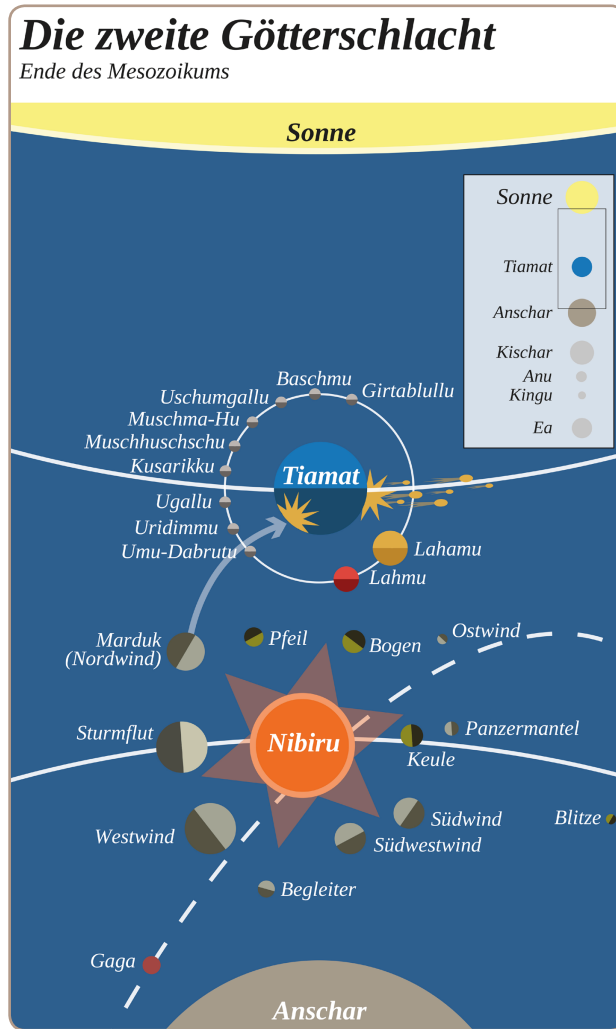 Die zweite Götterschlacht
Ende des Mesozoikums
Sonne
Sonne
Tiamat
Anschar
Kischar
Anu
Kingu
Ea
Baschmu
Uschumgallu
Girtablullu
Muschma-Hu
Muschhuschschu
Kusarikku
Tiamat
Ugallu
Uridimmu
Umu-Dabrutu
Lahamu
Lahmu
Marduk
(Nordwind)
Pfeil
Bogen
Ostwind
Sturmflut
Nibiru
Panzermantel
Keule
Westwind
Südwind
Südwestwind
Blitze
Begleiter
Gaga
Anschar